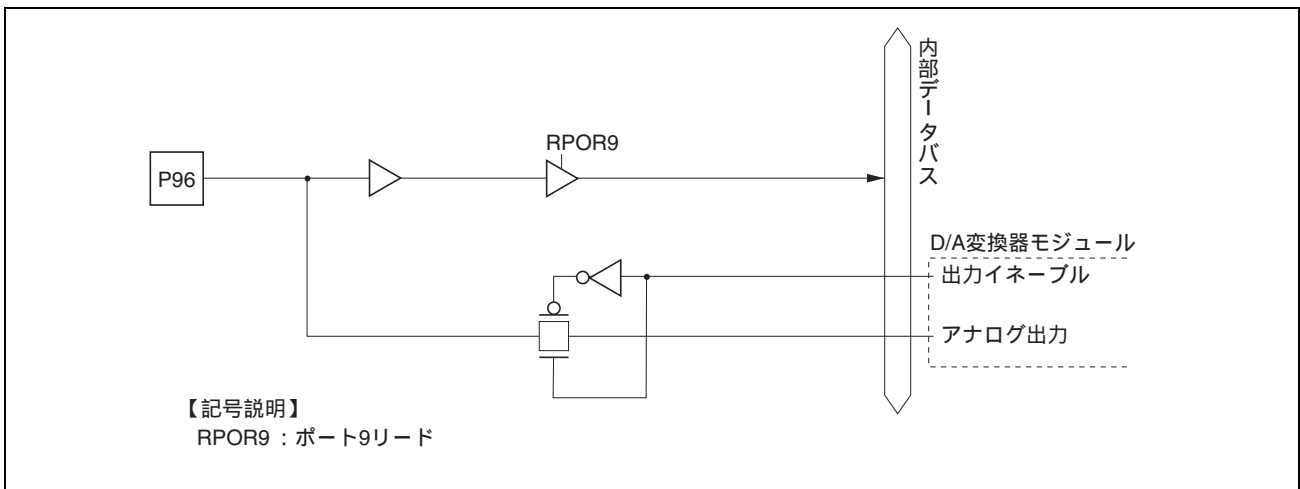 内部データバス
RPOR9
P96
D/A変換器モジュール
出力イネーブル
アナログ出力
【記号説明】
RPOR9 : ポート9リード